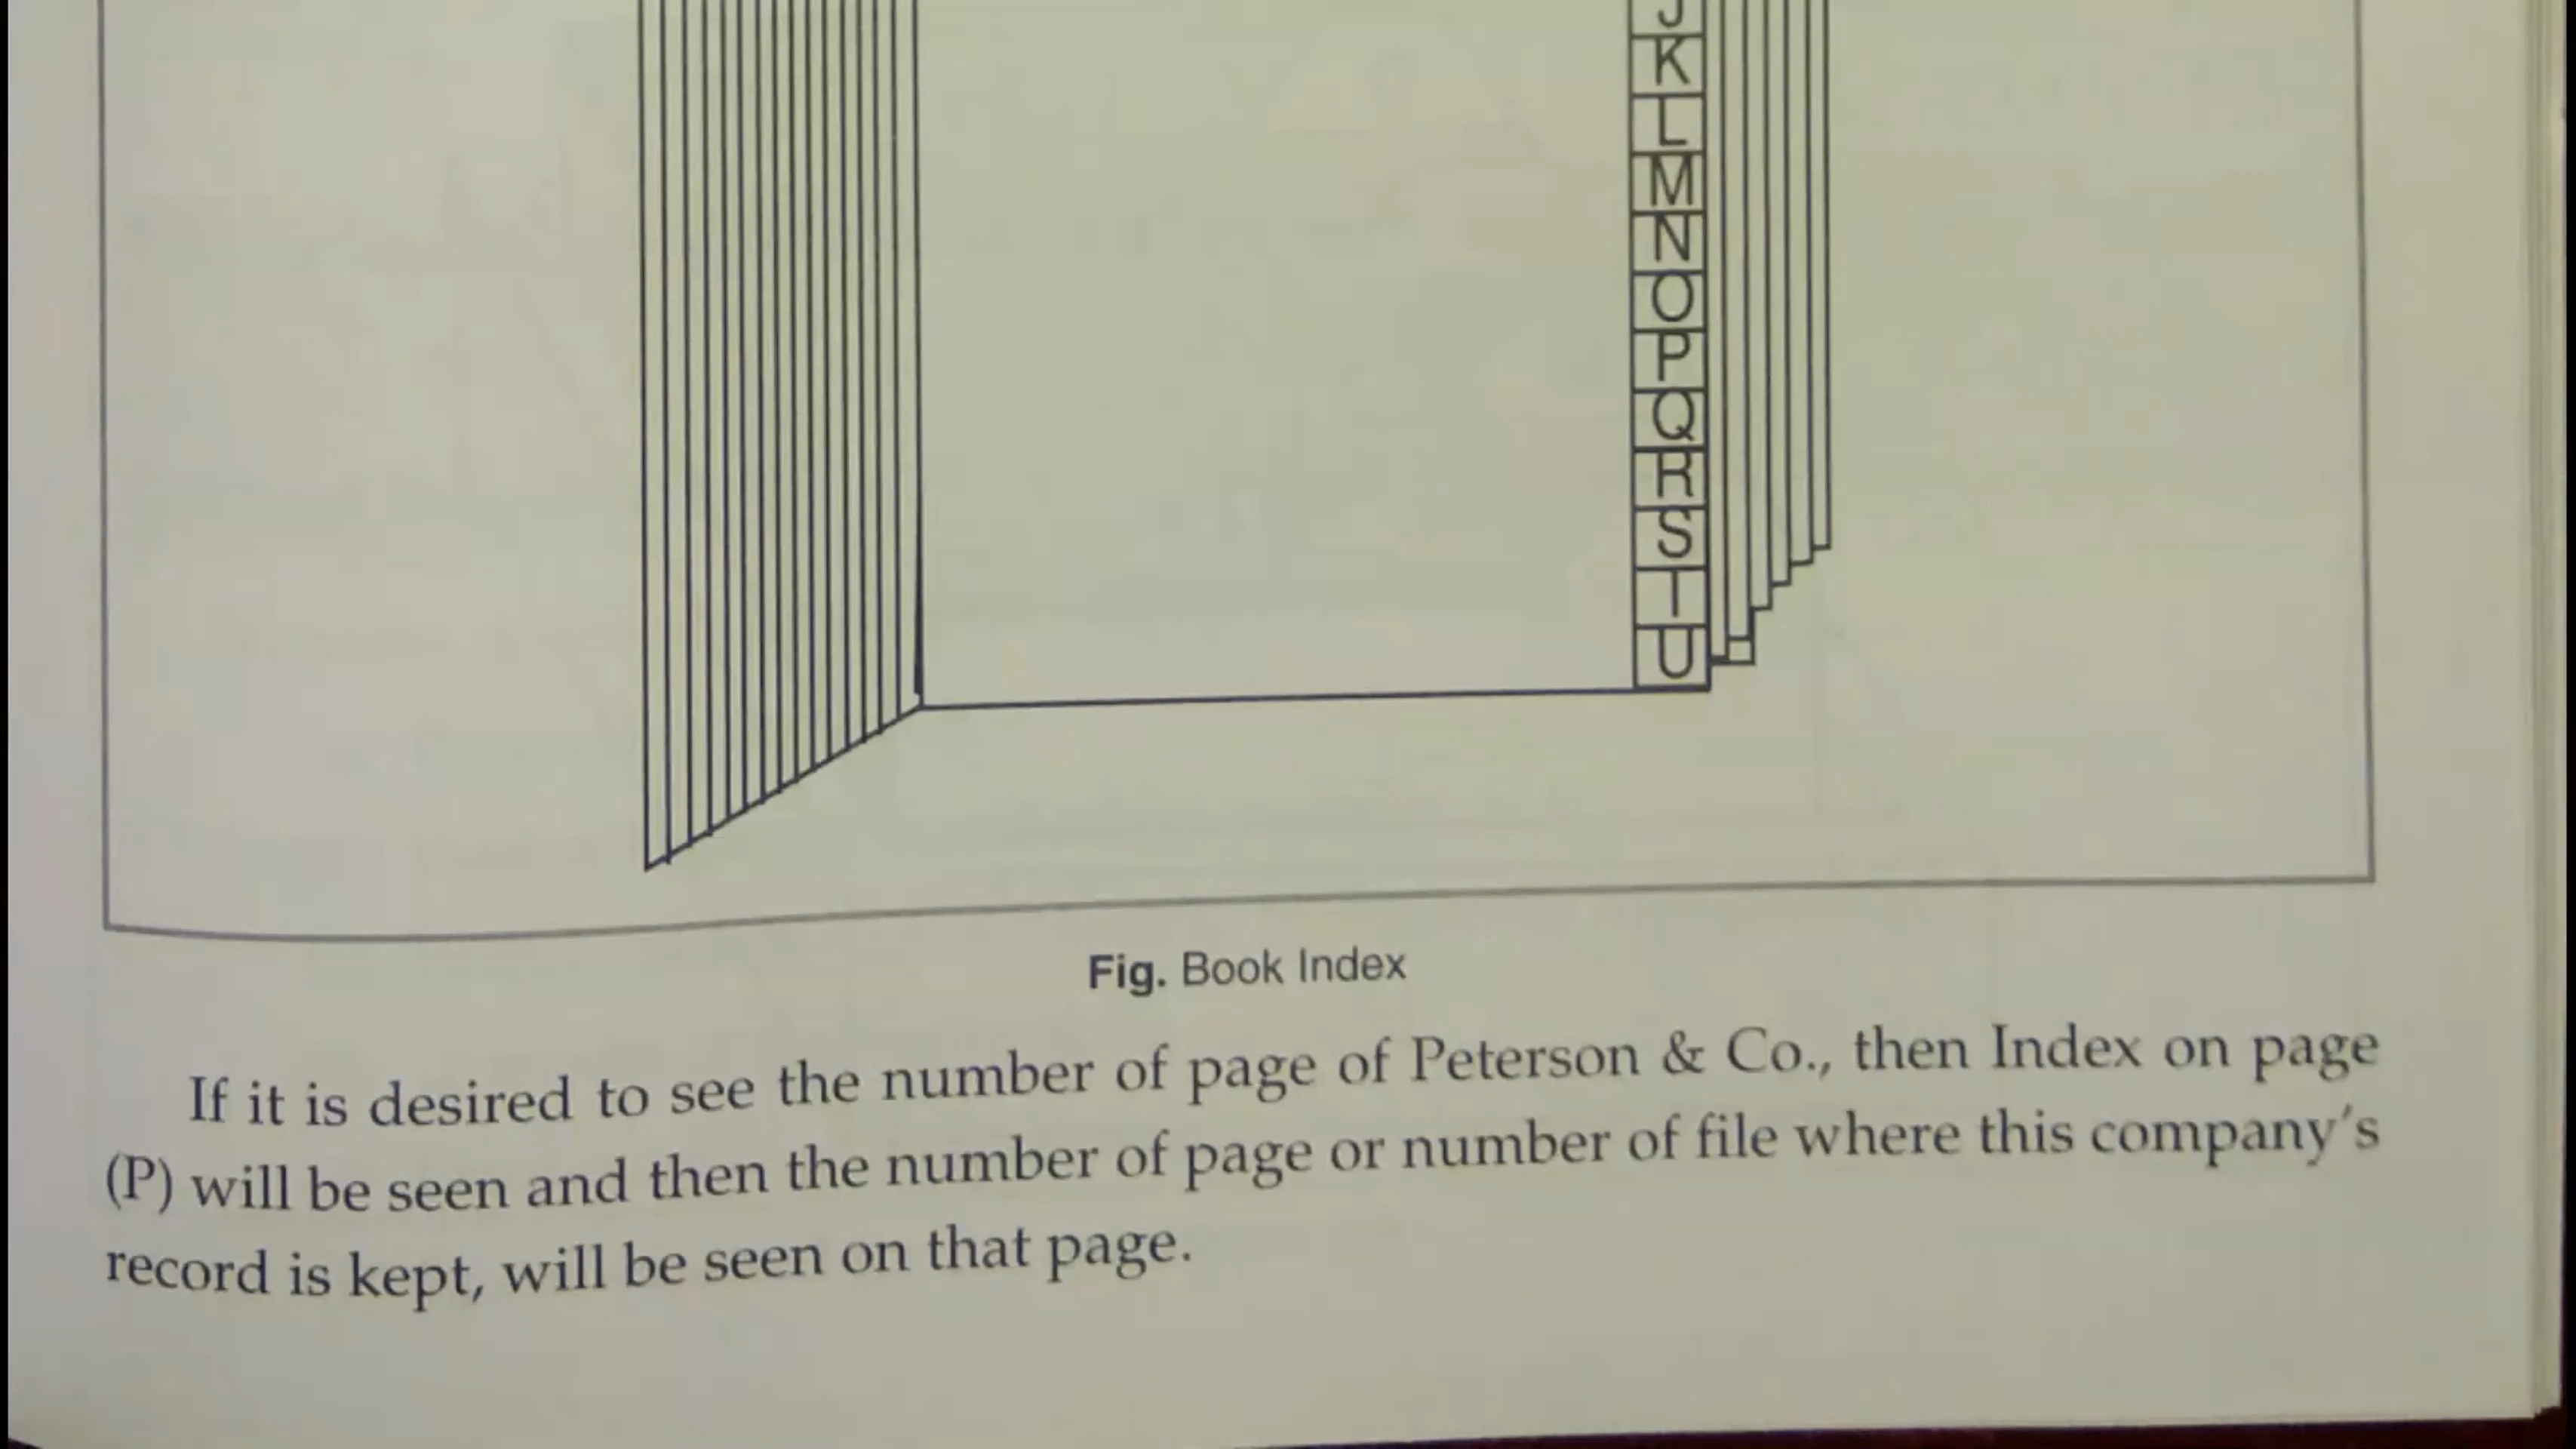 J
K
L
M
N
O
P
Q
R
S
T
U
Fig. Book Index
If it is desired to see the number of page of Peterson & Co., then Index on page
(P) will be seen and then the number of page or number of file where this company's
record is kept, will be seen on that page.